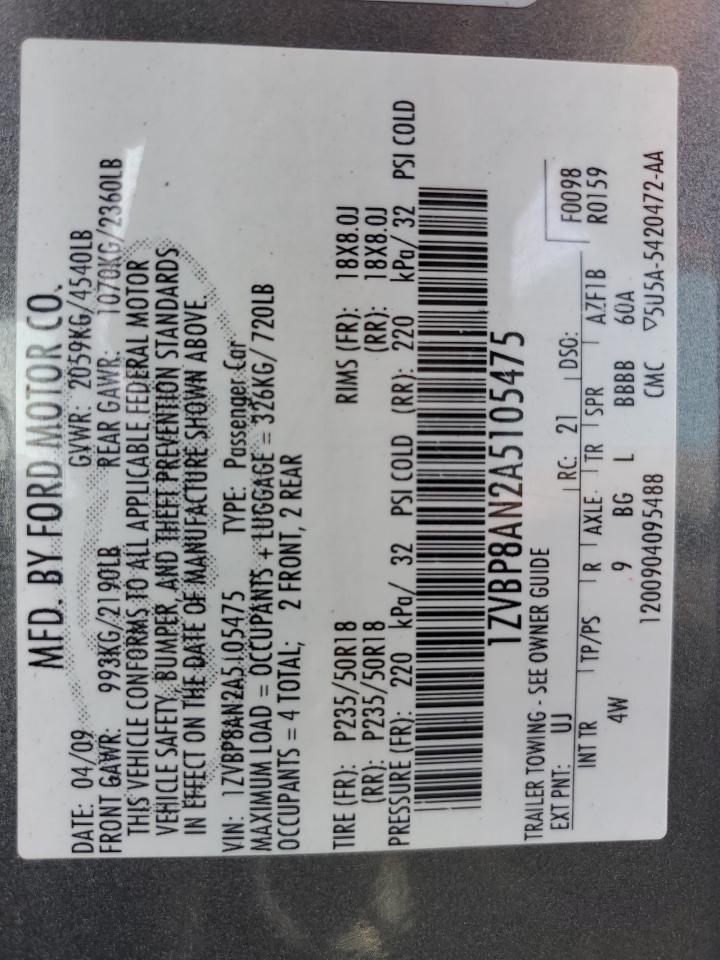 MFD. BY FORD MOTOR CO.
DATE: 04/09 GVWR: 2059KG/4540LB
FRONT GAWR: 993KG/2190LB REAR GAWR: 1070KG/2360LB
THIS VEHICLE CONFORMS TO ALL APPLICABLE FEDERAL MOTOR
VEHICLE SAFETY, BUMPER, AND THEFT PREVENTION STANDARDS
IN EFFECT ON THE DATE OF MANUFACTURE SHOWN ABOVE.
VIN: 1ZVBP8AN2A5105475 TYPE: Passenger Car
MAXIMUM LOAD = OCCUPANTS + LUGGAGE = 326KG/720LB
OCCUPANTS = 4 TOTAL; 2 FRONT, 2 REAR
TIRE (FR): P235/50R18 RIMS (FR): 18X8.0J
(RR): P235/50R18 (RR): 18X8.0J
PRESSURE (FR): 220 kPa/ 32 PSI COLD (RR): 220 kPa/ 32 PSI COLD
1ZVBP8AN2A5105475
TRAILER TOWING - SEE OWNER GUIDE
EXT PNT: UJ RC: 21 DSO: F0098
INT TR TP/PS R AXLE TR SPR AZF1B R0159
4W 9 BG L BBBB 60A
1200904095488 CMC ▽5U5A-5420472-AA